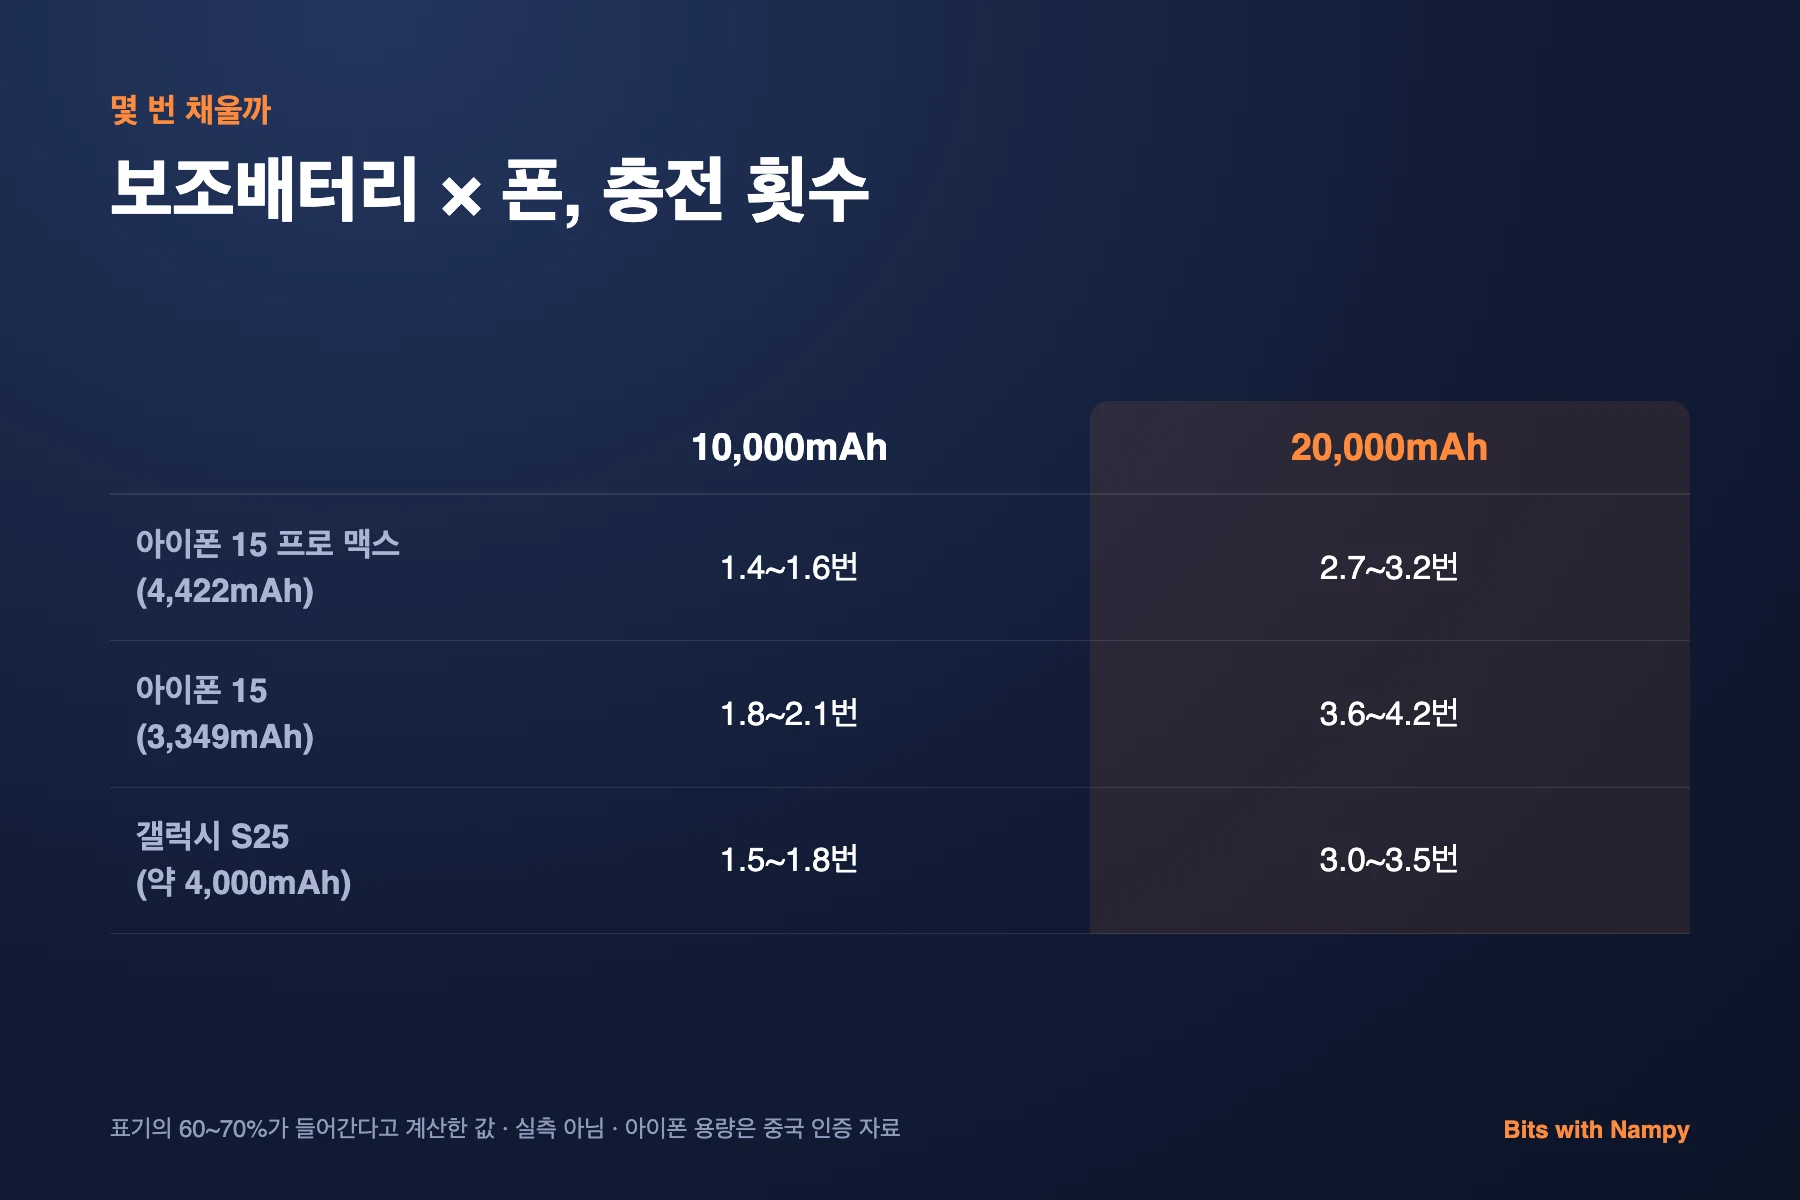 몇 번 채울까
보조배터리 × 폰, 충전 횟수
10,000mAh
20,000mAh
아이폰 15 프로 맥스
(4,422mAh)
1.4~1.6번
2.7~3.2번
아이폰 15
(3,349mAh)
1.8~2.1번
3.6~4.2번
갤럭시 S25
(약 4,000mAh)
1.5~1.8번
3.0~3.5번
표기의 60~70%가 들어간다고 계산한 값 · 실측 아님 · 아이폰 용량은 중국 인증 자료
Bits with Nampy